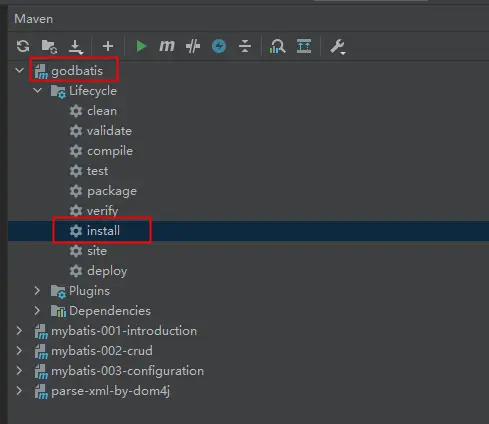 Maven
godbatis
Lifecycle
clean
validate
compile
test
package
verify
install
site
deploy
Plugins
Dependencies
mybatis-001-introduction
mybatis-002-crud
mybatis-003-configuration
parse-xml-by-dom4j